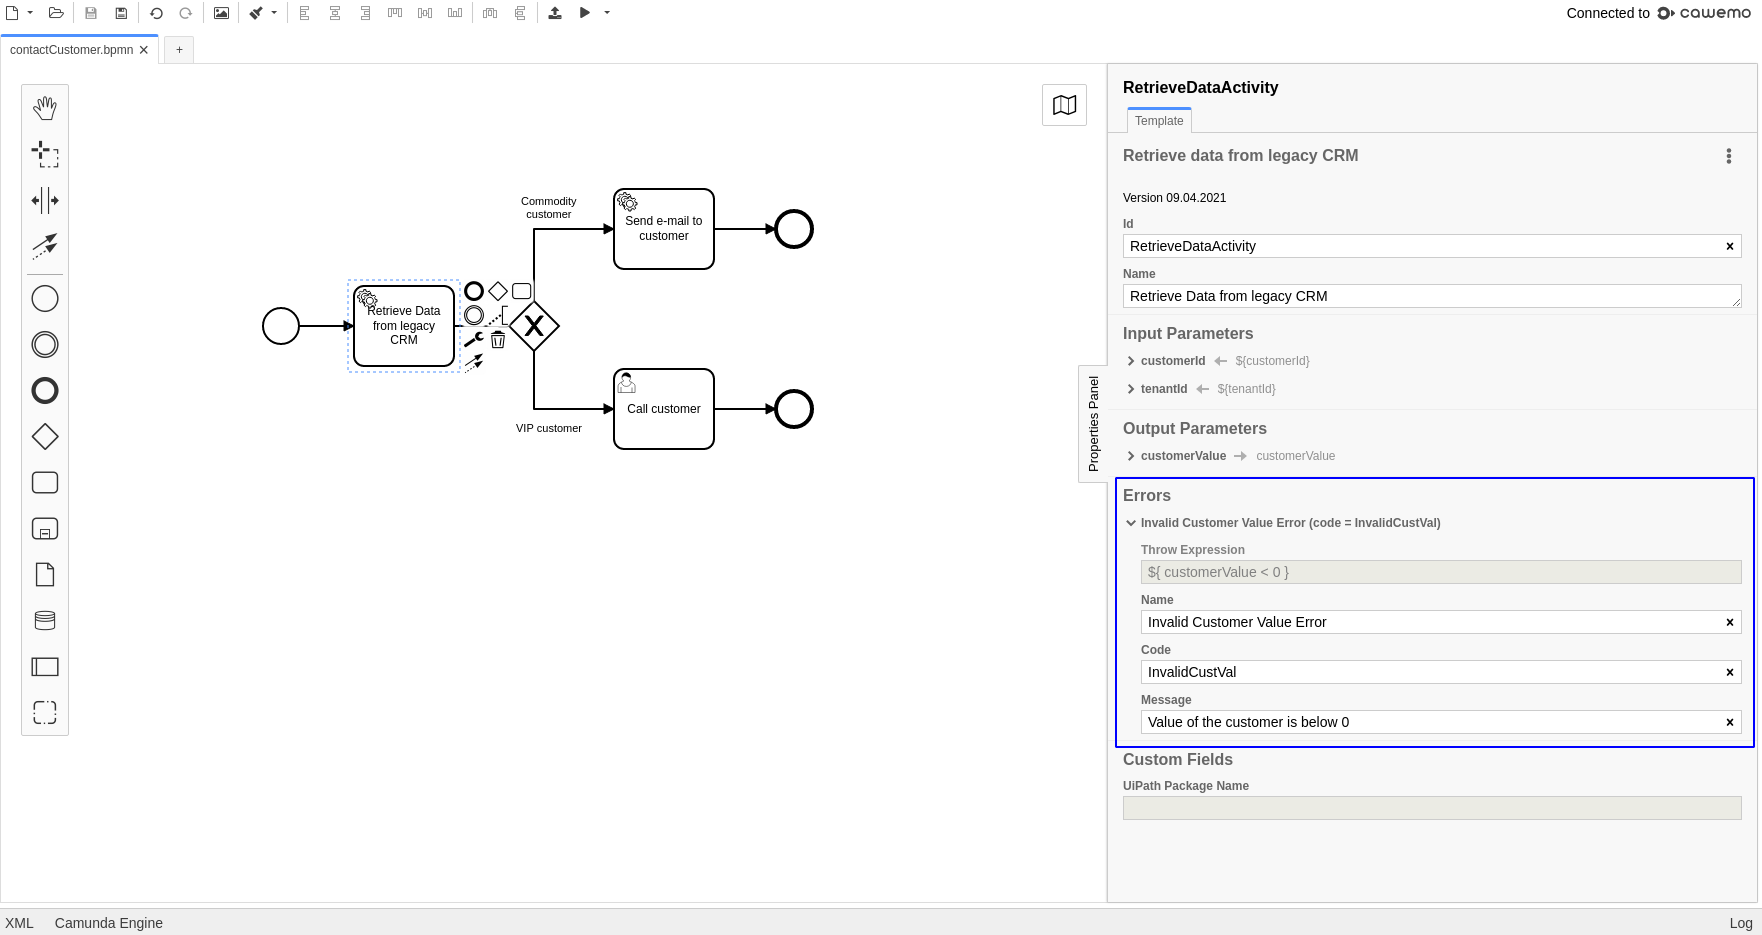 Connected to cawemo
contactCustomer.bpmn
+
RetrieveDataActivity
Template
Retrieve data from legacy CRM
Version 09.04.2021
Id
RetrieveDataActivity
Name
Retrieve Data from legacy CRM
Input Parameters
customerId ${customerId}
tenantId ${tenantId}
Output Parameters
customerValue customerValue
Errors
Invalid Customer Value Error (code = InvalidCustVal)
Throw Expression
${ customerValue < 0 }
Name
Invalid Customer Value Error
Code
InvalidCustVal
Message
Value of the customer is below 0
Custom Fields
UiPath Package Name
Properties Panel
Commodity
customer
Send e-mail to
customer
Retrieve Data
from legacy
CRM
X
Call customer
VIP customer
XML Camunda Engine Log